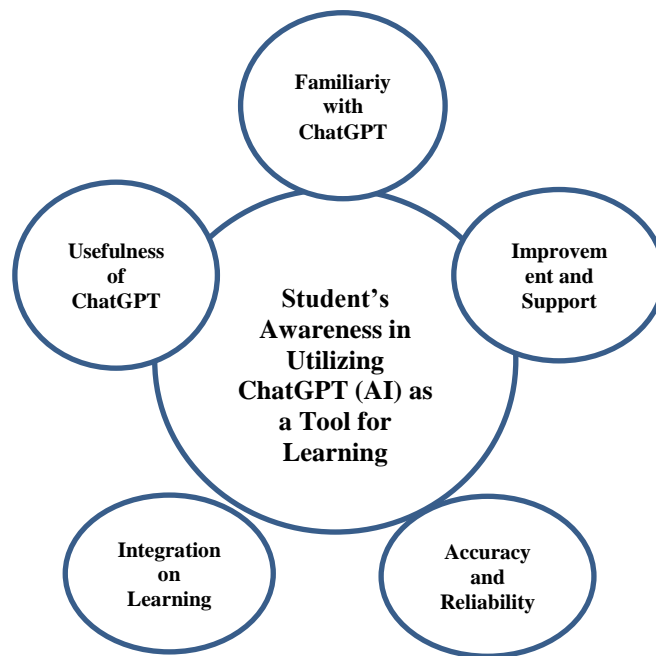 Familiariy
with
ChatGPT
Usefulness
of
ChatGPT
Improvem
ent and
Support
Student’s
Awareness in
Utilizing
ChatGPT (AI) as
a Tool for
Learning
Integration
on
Learning
Accuracy
and
Reliability